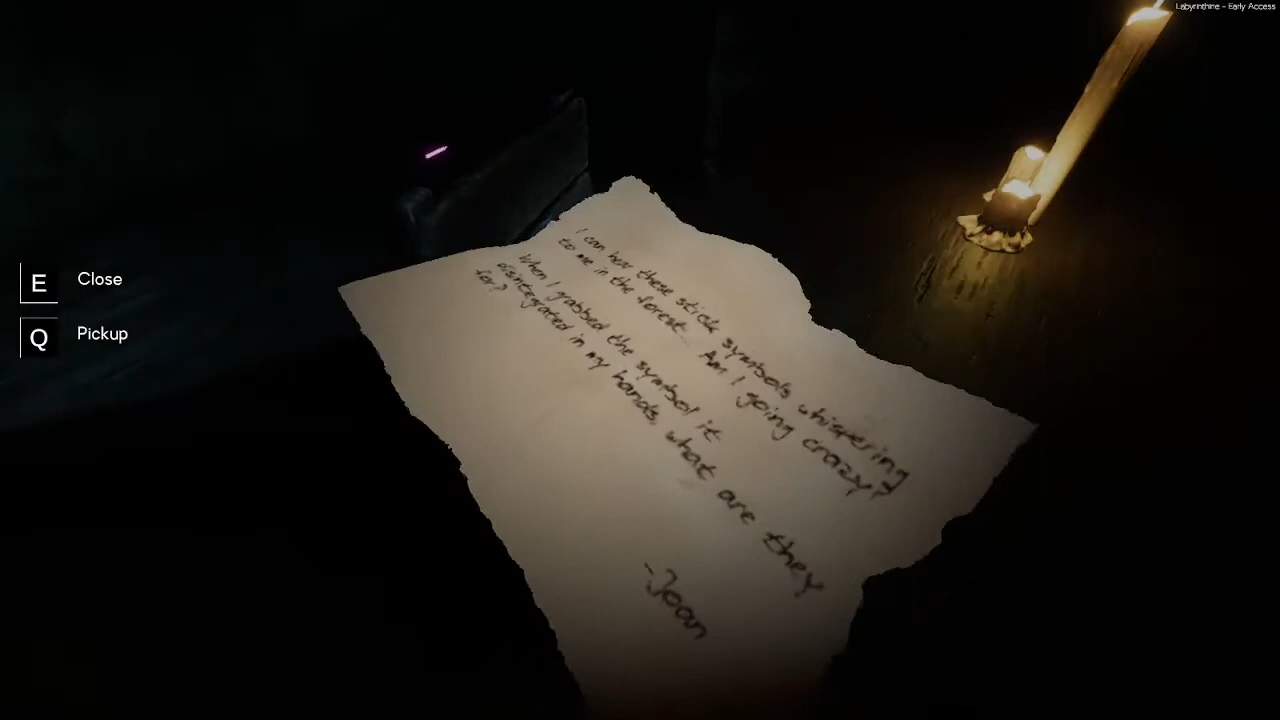 Labyrinthine - Early Access
E Close
Q Pickup
I can hear these stick symbols whispering
to me in the forest. Am I going crazy?
When I grabbed the symbol it
disintegrated in my hands, what are they
for?
-Joan